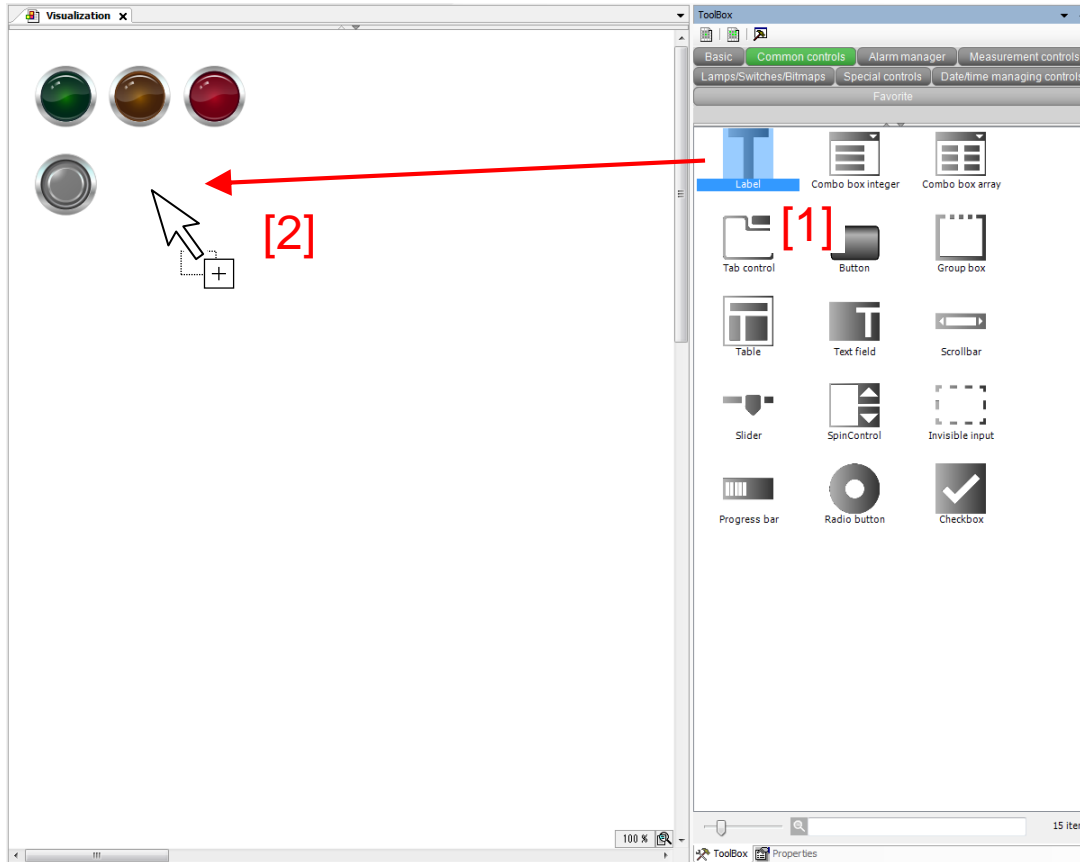 Visualization X
ToolBox
Basic Common controls Alarm manager Measurement controls
Lamps/Switches/Bitmaps Special controls Date/time managing controls
Favorite
Label Combo box integer Combo box array
[1]
[2]
Tab control Button Group box
Table Text field Scrollbar
Slider SpinControl Invisible input
Progress bar Radio button Checkbox
100 %
15 iter
ToolBox Properties